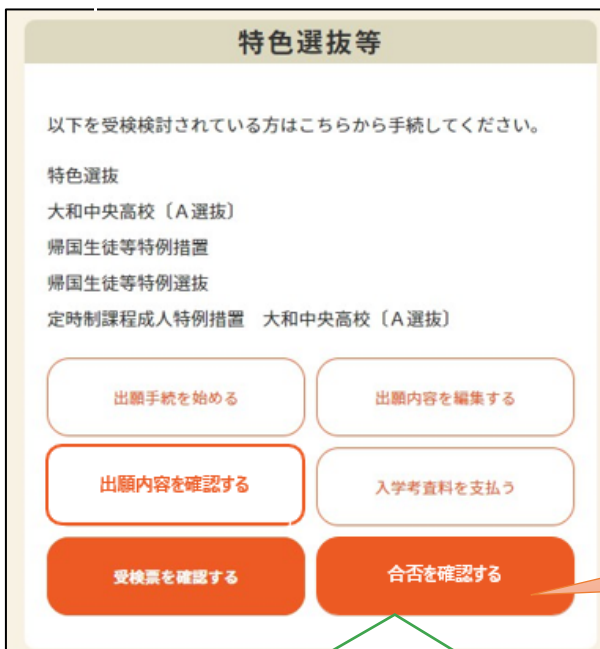 特色選抜等
以下を受検検討されている方はこちらから手続してください。
特色選抜
大和中央高校〔A選抜〕
帰国生徒等特例措置
帰国生徒等特例選抜
定時制課程成人特例措置　大和中央高校〔A選抜〕
出願手続を始める
出願内容を編集する
出願内容を確認する
入学考査料を支払う
受検票を確認する
合否を確認する